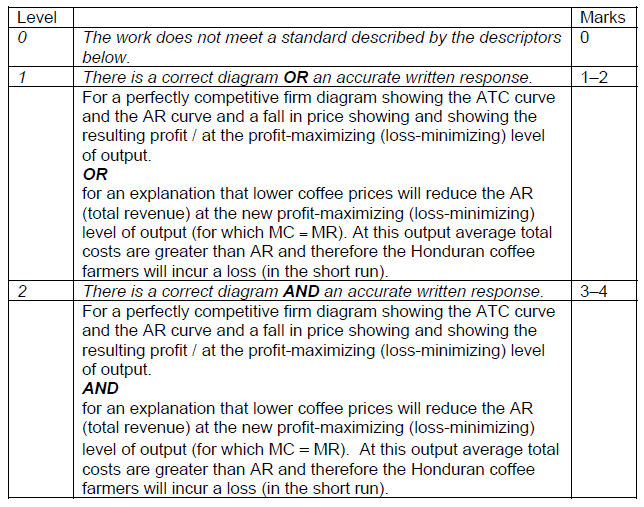 Level Marks
0 The work does not meet a standard described by the descriptors 0
below.
1 There is a correct diagram OR an accurate written response. 1–2
For a perfectly competitive firm diagram showing the ATC curve
and the AR curve and a fall in price showing and showing the
resulting profit / at the profit-maximizing (loss-minimizing) level
of output.
OR
for an explanation that lower coffee prices will reduce the AR
(total revenue) at the new profit-maximizing (loss-minimizing)
level of output (for which MC = MR). At this output average total
costs are greater than AR and therefore the Honduran coffee
farmers will incur a loss (in the short run).
2 There is a correct diagram AND an accurate written response. 3–4
For a perfectly competitive firm diagram showing the ATC curve
and the AR curve and a fall in price showing and showing the
resulting profit / at the profit-maximizing (loss-minimizing) level
of output.
AND
for an explanation that lower coffee prices will reduce the AR
(total revenue) at the new profit-maximizing (loss-minimizing)
level of output (for which MC = MR). At this output average total
costs are greater than AR and therefore the Honduran coffee
farmers will incur a loss (in the short run).